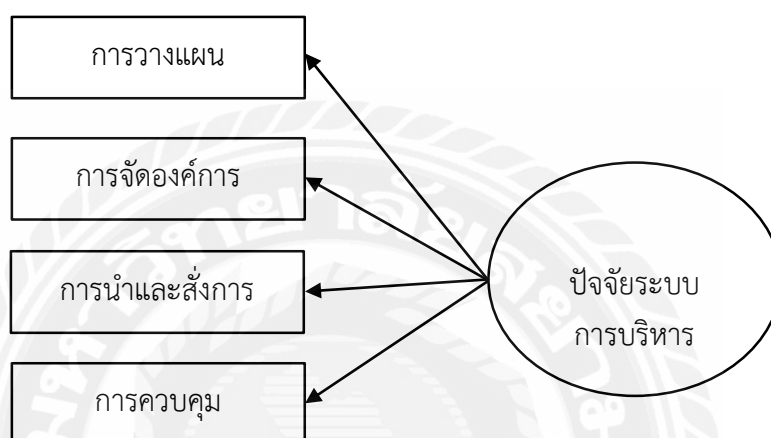 การวางแผน
การจัดองค์การ
การนำและสั่งการ
การควบคุม
ปัจจัยระบบ
การบริหาร